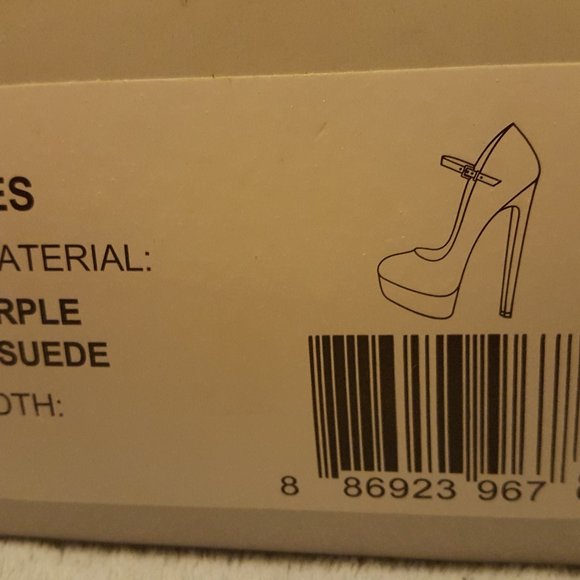 ES
ATERIAL:
RPLE
SUEDE
DTH:
8 86923 967